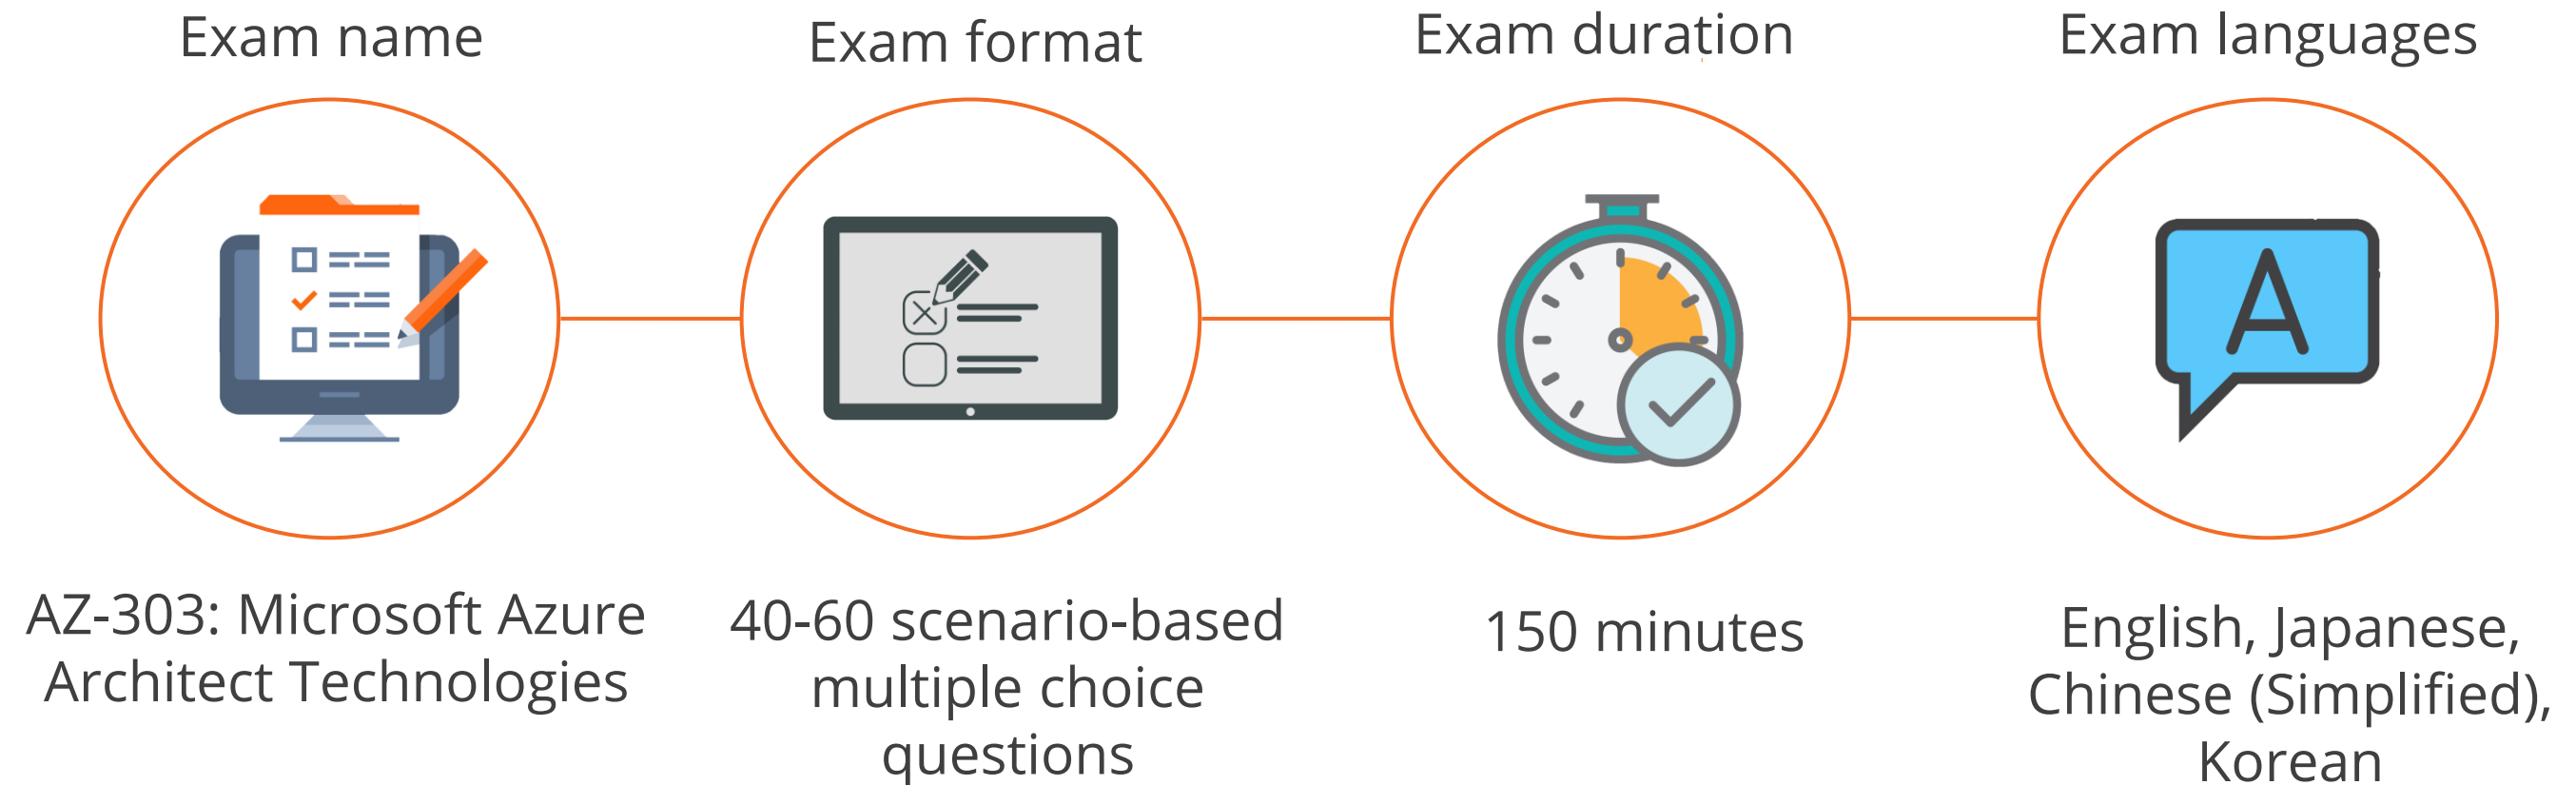 Exam name
Exam format
Exam duration
Exam languages
A
AZ-303: Microsoft Azure
Architect Technologies
40-60 scenario-based
multiple choice
questions
150 minutes
English, Japanese,
Chinese (Simplified),
Korean